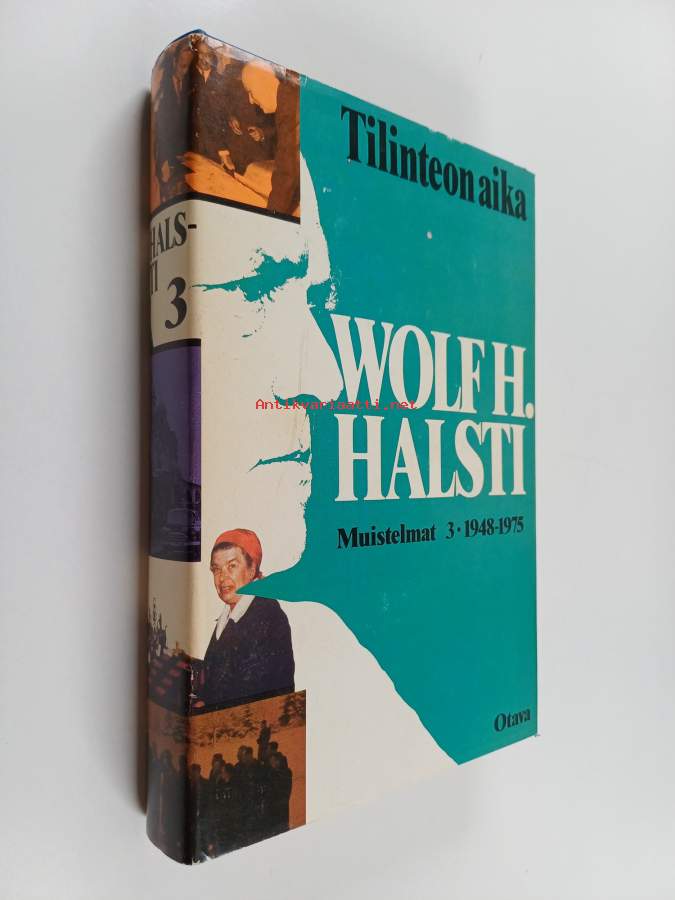 HALS-
TI
3
Tilinteon aika
WOLF H.
HALSTI
Muistelmat 3 · 1948-1975
Otava
Antikvariaatti.net